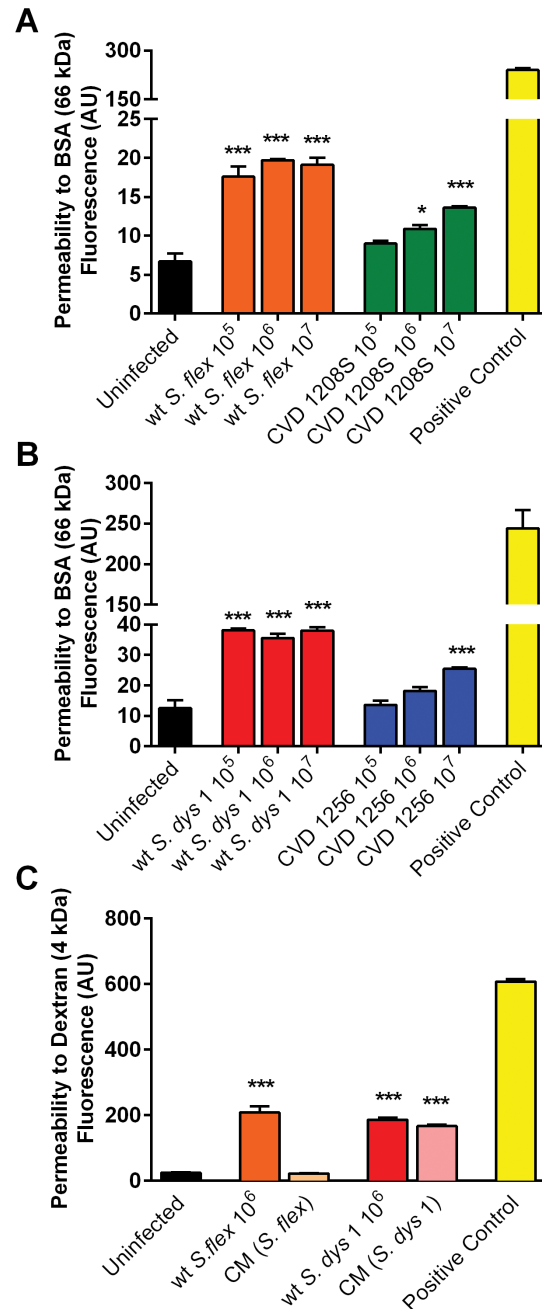 A
Permeability to BSA (66 kDa)
Fluorescence (AU)
300
150
25
20
15
10
5
0
***
***
***
*
***
Uninfected
wt S. flex 10⁵
wt S. flex 10⁶
wt S. flex 10⁷
CVD 1208S 10⁵
CVD 1208S 10⁶
CVD 1208S 10⁷
Positive Control
B
Permeability to BSA (66 kDa)
Fluorescence (AU)
300
250
200
150
40
30
20
10
0
***
***
***
***
Uninfected
wt S. dys 1 10⁵
wt S. dys 1 10⁶
wt S. dys 1 10⁷
CVD 1256 10⁵
CVD 1256 10⁶
CVD 1256 10⁷
Positive Control
C
Permeability to Dextran (4 kDa)
Fluorescence (AU)
800
600
400
200
0
***
***
***
Uninfected
wt S.flex 10⁶
CM (S. flex)
wt S. dys 1 10⁶
CM (S. dys 1)
Positive Control